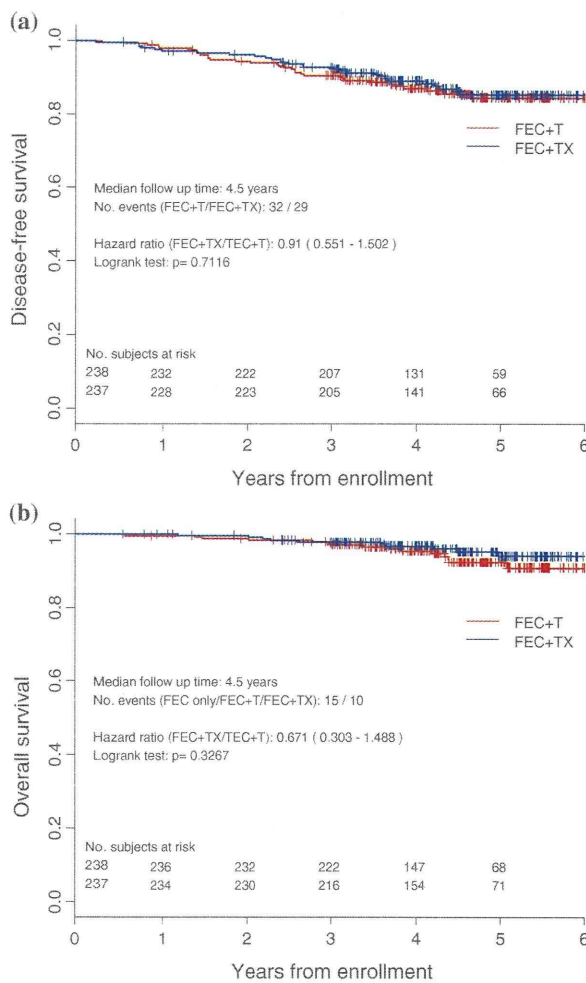 (a)
1.0
0.8
0.6
0.4
0.2
0.0
Disease-free survival
FEC+T
FEC+TX
Median follow up time: 4.5 years
No. events (FEC+T/FEC+TX): 32 / 29
Hazard ratio (FEC+TX/TEC+T): 0.91 ( 0.551 - 1.502 )
Logrank test: p= 0.7116
No. subjects at risk
238 232 222 207 131 59
237 228 223 205 141 66
0 1 2 3 4 5 6
Years from enrollment
(b)
1.0
0.8
0.6
0.4
0.2
0.0
Overall survival
FEC+T
FEC+TX
Median follow up time: 4.5 years
No. events (FEC only/FEC+T/FEC+TX): 15 / 10
Hazard ratio (FEC+TX/TEC+T): 0.671 ( 0.303 - 1.488 )
Logrank test: p= 0.3267
No. subjects at risk
238 236 232 222 147 68
237 234 230 216 154 71
0 1 2 3 4 5 6
Years from enrollment